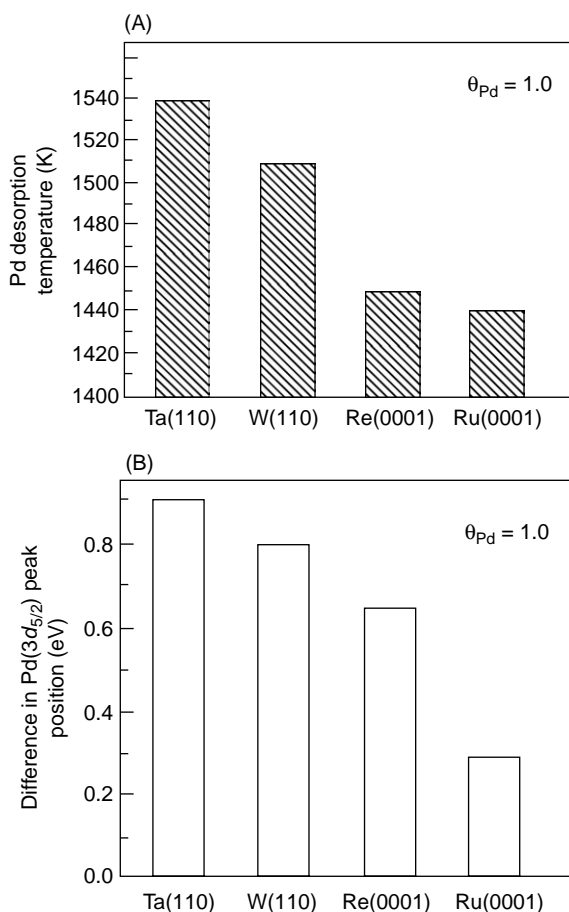 (A)
θPd = 1.0
Pd desorption
temperature (K)
1540
1520
1500
1480
1460
1440
1420
1400
Ta(110) W(110) Re(0001) Ru(0001)
(B)
θPd = 1.0
Difference in Pd(3d5/2) peak
position (eV)
0.8
0.6
0.4
0.2
0.0
Ta(110) W(110) Re(0001) Ru(0001)